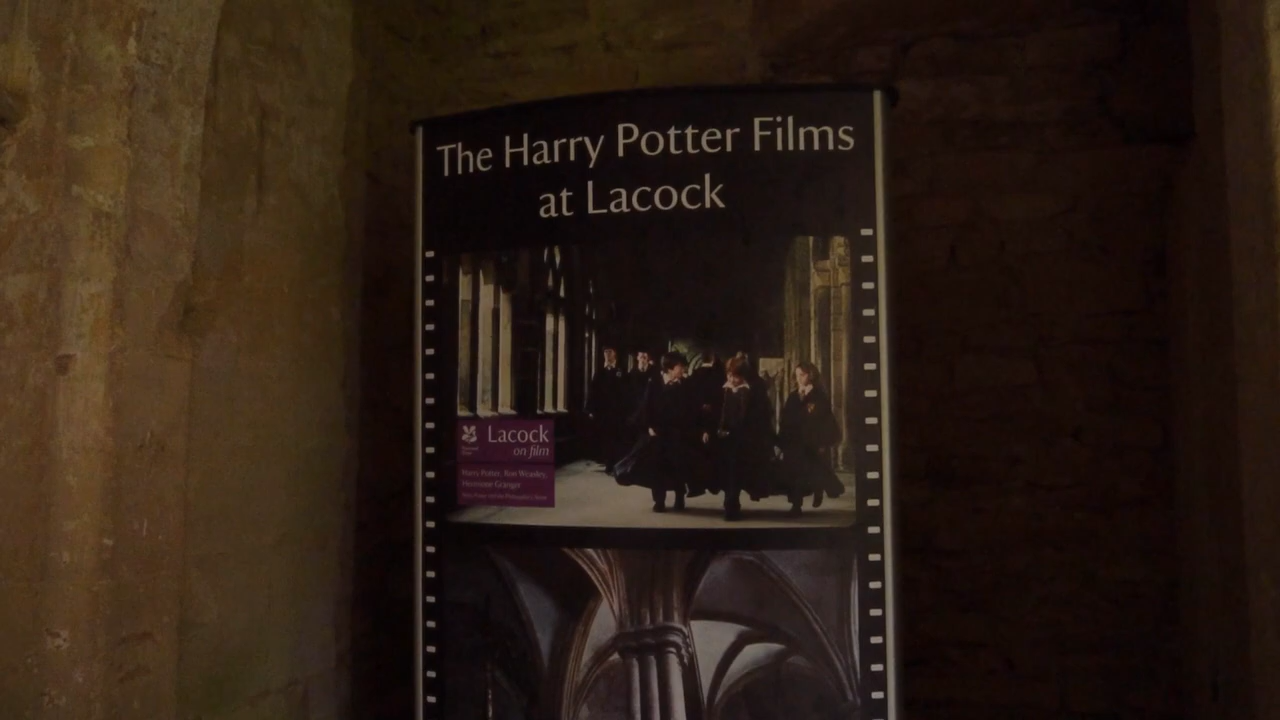 The Harry Potter Films
at Lacock
Lacock
on film
Harry Potter, Ron Weasley,
Hermione Granger